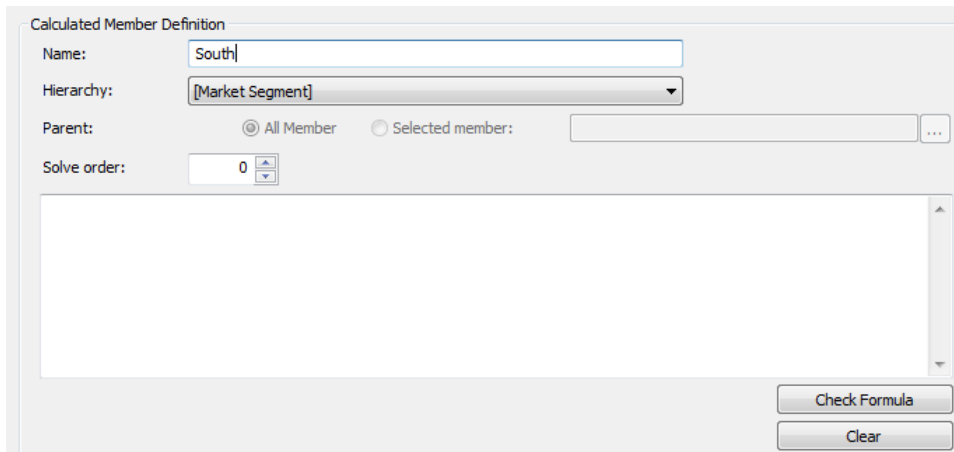 Calculated Member Definition
Name: South
Hierarchy: [Market Segment]
Parent: All Member Selected member: ...
Solve order: 0
Check Formula
Clear